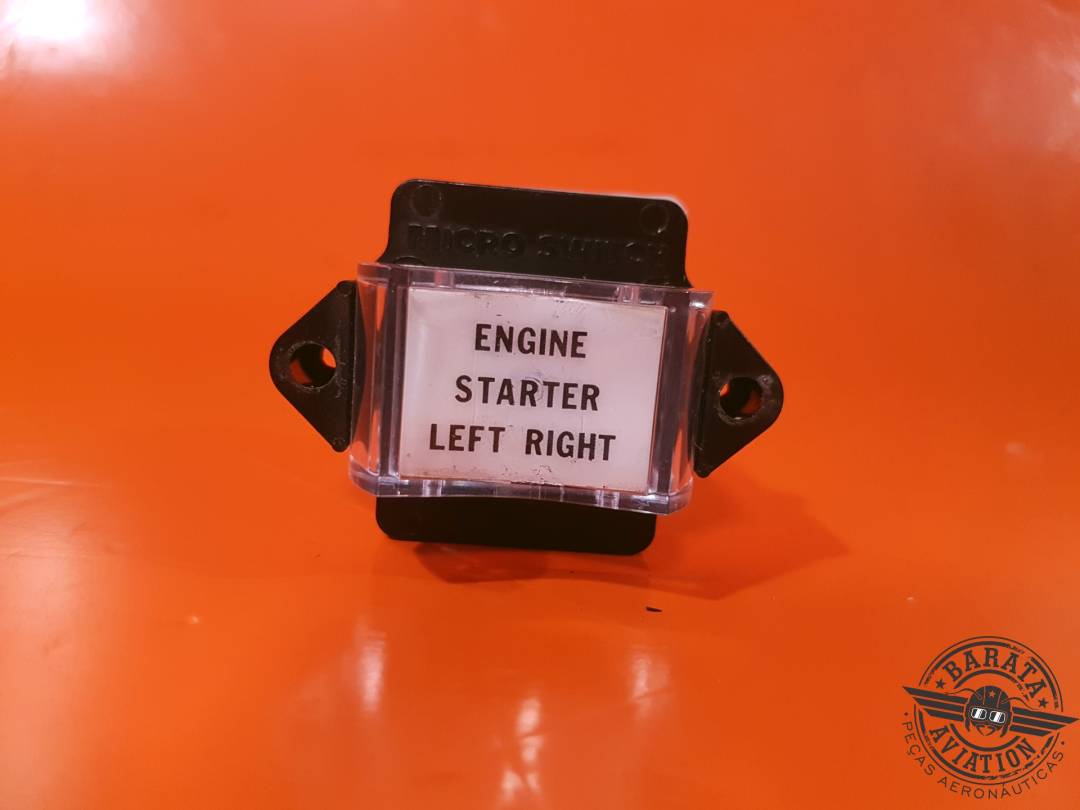 MICRO SWITCH
ENGINE
STARTER
LEFT RIGHT
BARATA
AVIATION
PEÇAS AERONÁUTICAS